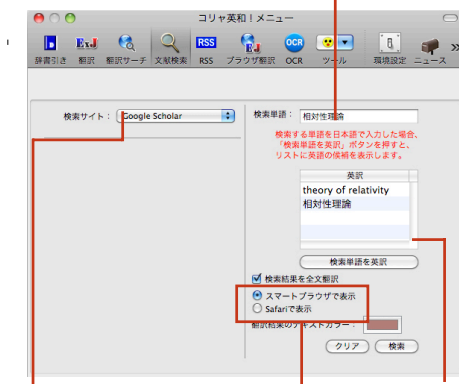 コリャ英和！メニュー
辞書引き 翻訳 翻訳サーチ 文献検索 RSS ブラウザ翻訳 OCR ツール 環境設定 ニュース
検索サイト： Google Scholar
検索単語： 相対性理論
検索する単語を日本語で入力した場合、
「検索単語を英訳」ボタンを押すと、
リストに英語の候補を表示します。
英訳
theory of relativity
相対性理論
検索単語を英訳
検索結果を全文翻訳
スマートブラウザで表示
Safariで表示
翻訳結果のテキストカラー：
クリア 検索